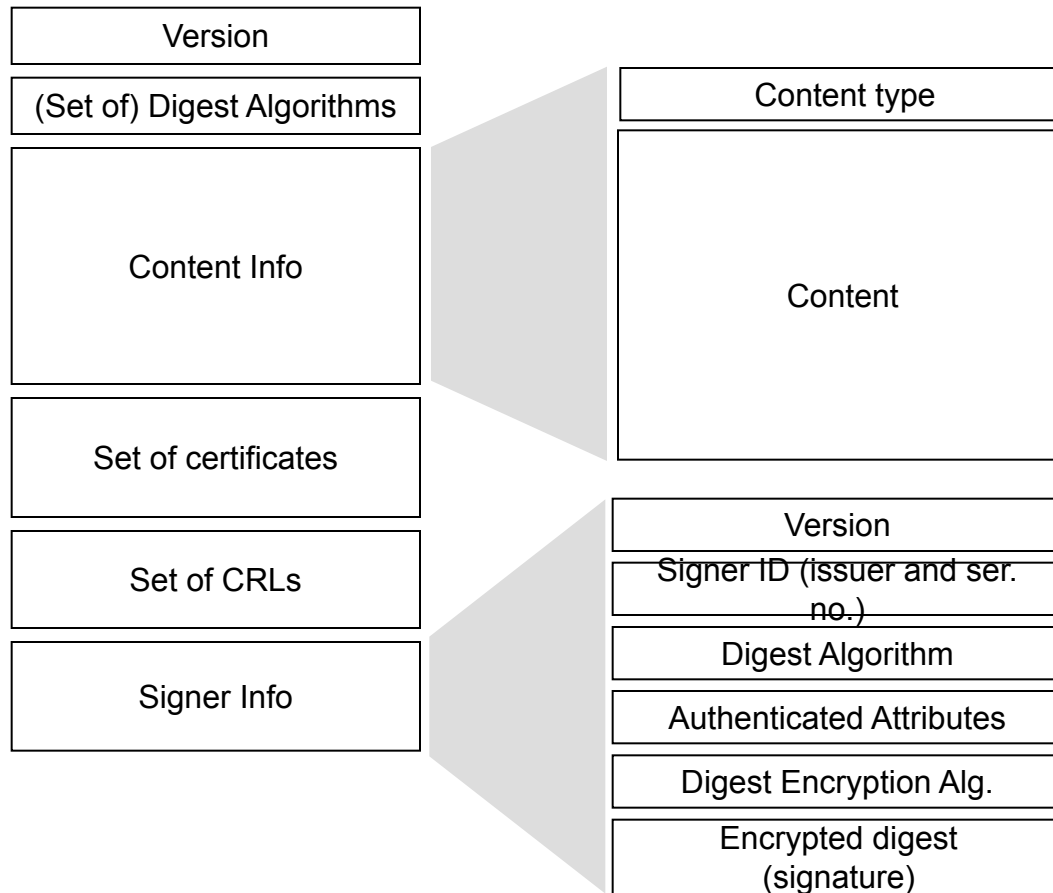 Version
(Set of) Digest Algorithms
Content Info
Set of certificates
Set of CRLs
Signer Info
Content type
Content
Version
Signer ID (issuer and ser.
no.)
Digest Algorithm
Authenticated Attributes
Digest Encryption Alg.
Encrypted digest
(signature)